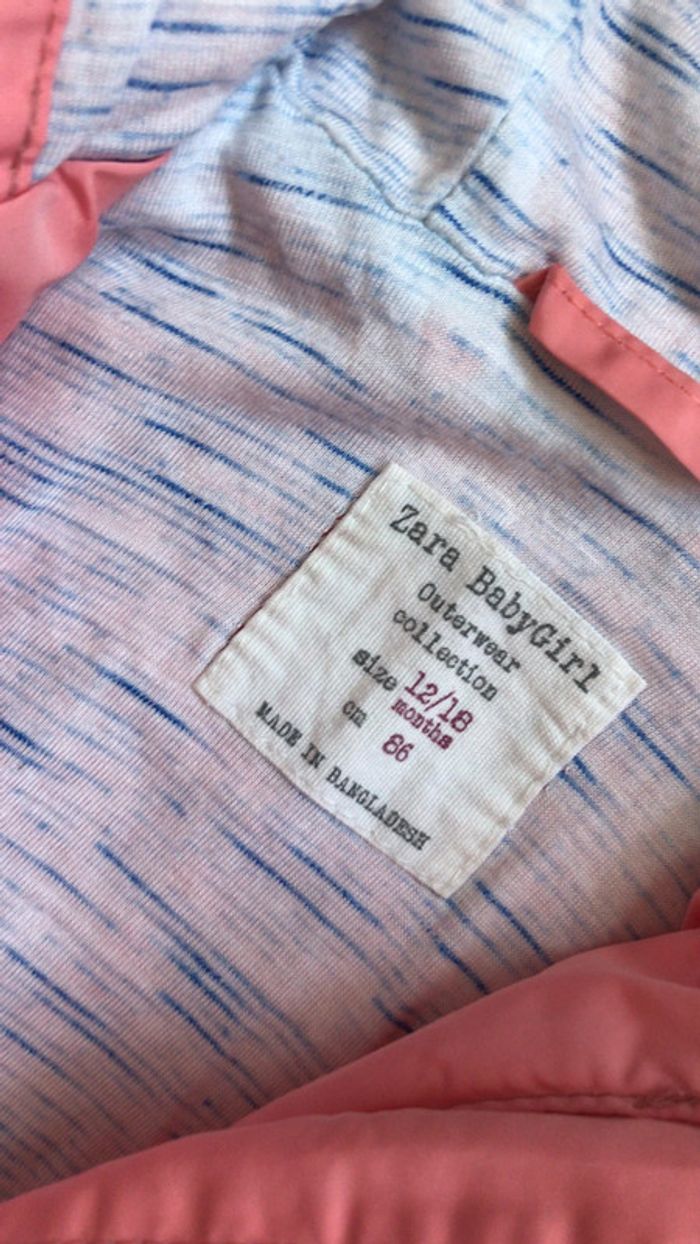 Zara BabyGirl
Outerwear
collection
size 12/18
months
cm 86
MADE IN BANGLADESH